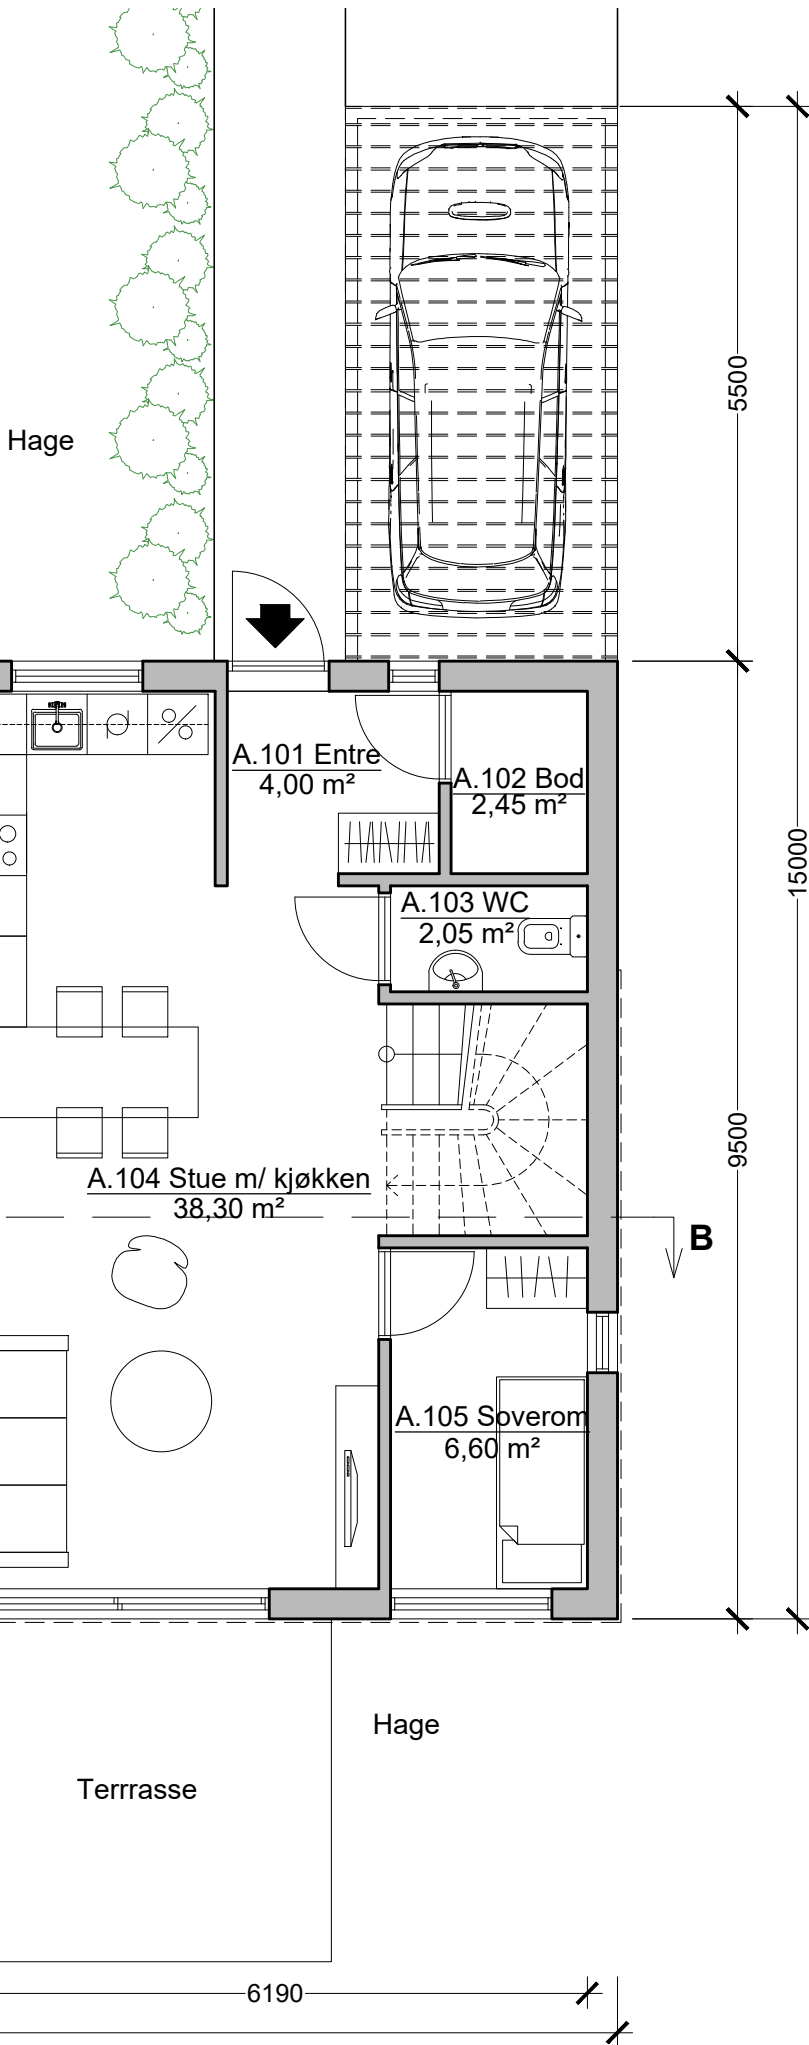 5500
Hage
A.101 Entre
4,00 m²
A.102 Bod
2,45 m²
15000
A.103 WC
2,05 m²
9500
A.104 Stue m/ kjøkken
38,30 m²
B
A.105 Soverom
6,60 m²
Hage
Terrrasse
6190